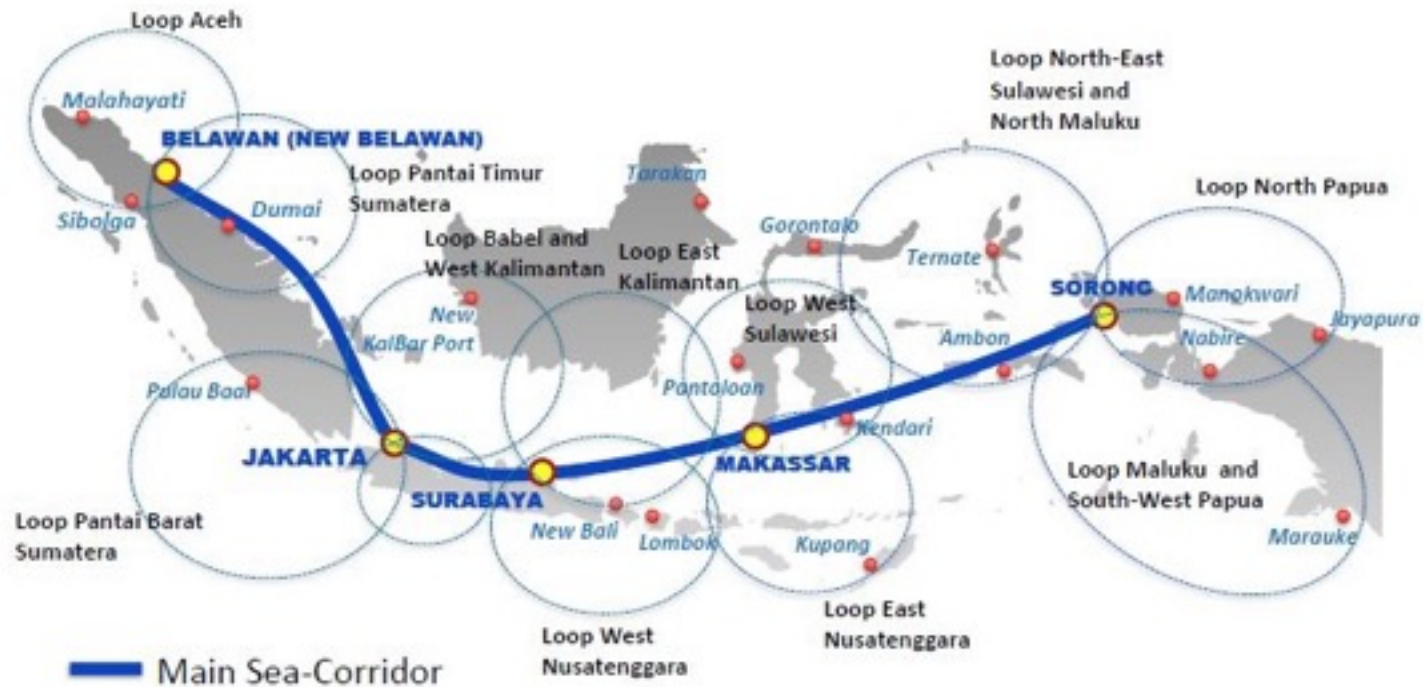 Loop Aceh
Malahayati
BELAWAN (NEW BELAWAN)
Sibolga
Dumai
Loop Pantai Timur
Sumatera
Loop Babel and
West Kalimantan
New
KalBar Port
Tarakan
Loop East
Kalimantan
Gorontalo
Loop West
Sulawesi
Pantoloan
Loop North-East
Sulawesi and
North Maluku
Ternate
Loop North Papua
SORONG
Manokwari
Jayapura
Ambon
Nabire
Pulau Baai
JAKARTA
SURABAYA
MAKASSAR
Kendari
Loop Maluku and
South-West Papua
Marauke
Loop Pantai Barat
Sumatera
New Bali
Lombok
Kupang
Loop West
Nusatenggara
Loop East
Nusatenggara
Main Sea-Corridor